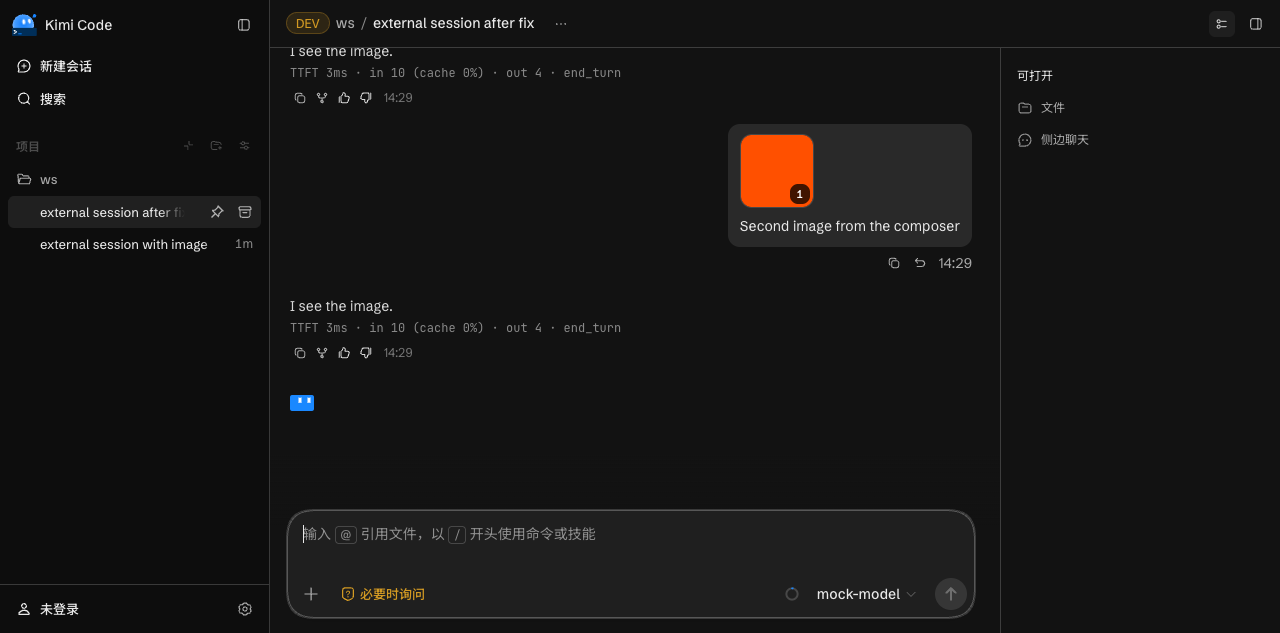 Kimi Code
新建会话
搜索
项目
ws
external session after fi
external session with image 1m
未登录
DEV ws / external session after fix ...
I see the image.
TTFT 3ms · in 10 (cache 0%) · out 4 · end_turn
14:29
1
Second image from the composer
14:29
I see the image.
TTFT 3ms · in 10 (cache 0%) · out 4 · end_turn
14:29
输入 @ 引用文件，以 / 开头使用命令或技能
必要时询问
mock-model
可打开
文件
侧边聊天